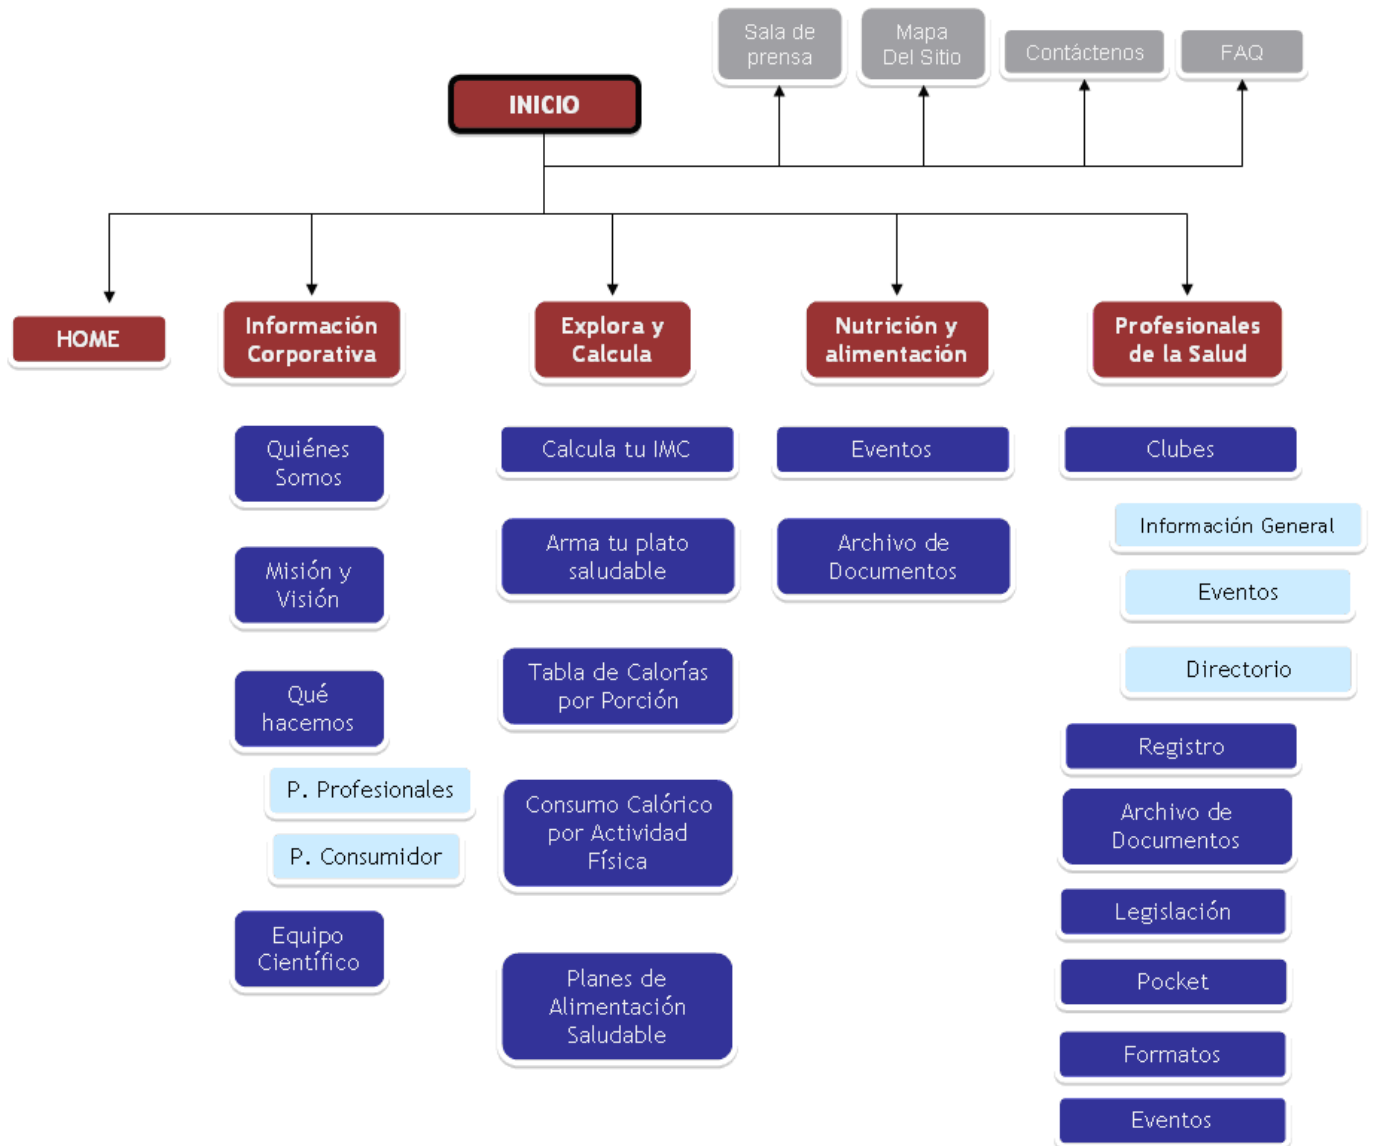 Sala de
prensa
Mapa
Del Sitio
Contáctenos
FAQ
INICIO
HOME
Información
Corporativa
Explora y
Calcula
Nutrición y
alimentación
Profesionales
de la Salud
Quiénes
Somos
Misión y
Visión
Qué
hacemos
P. Profesionales
P. Consumidor
Equipo
Científico
Calcula tu IMC
Arma tu plato
saludable
Tabla de Calorías
por Porción
Consumo Calórico
por Actividad
Física
Planes de
Alimentación
Saludable
Eventos
Archivo de
Documentos
Clubes
Información General
Eventos
Directorio
Registro
Archivo de
Documentos
Legislación
Pocket
Formatos
Eventos